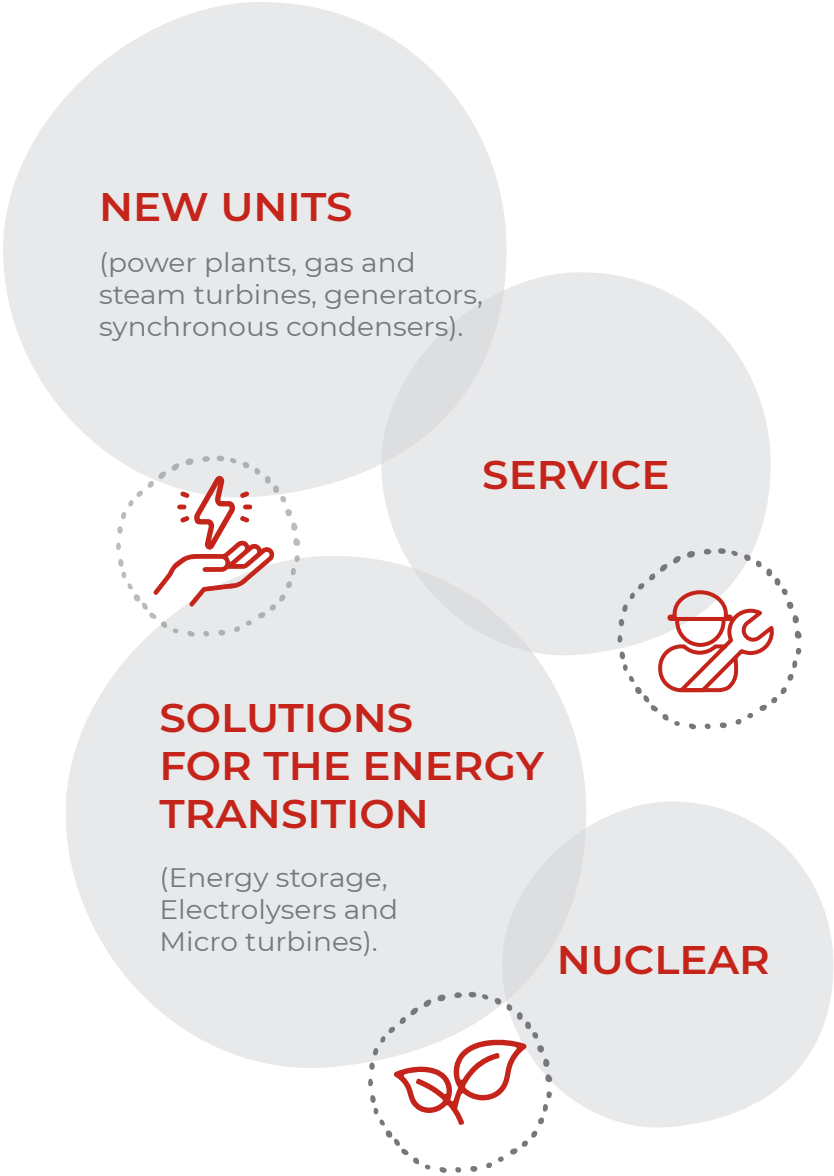 NEW UNITS
(power plants, gas and
steam turbines, generators,
synchronous condensers).
SERVICE
SOLUTIONS
FOR THE ENERGY
TRANSITION
(Energy storage,
Electrolysers and
Micro turbines).
NUCLEAR